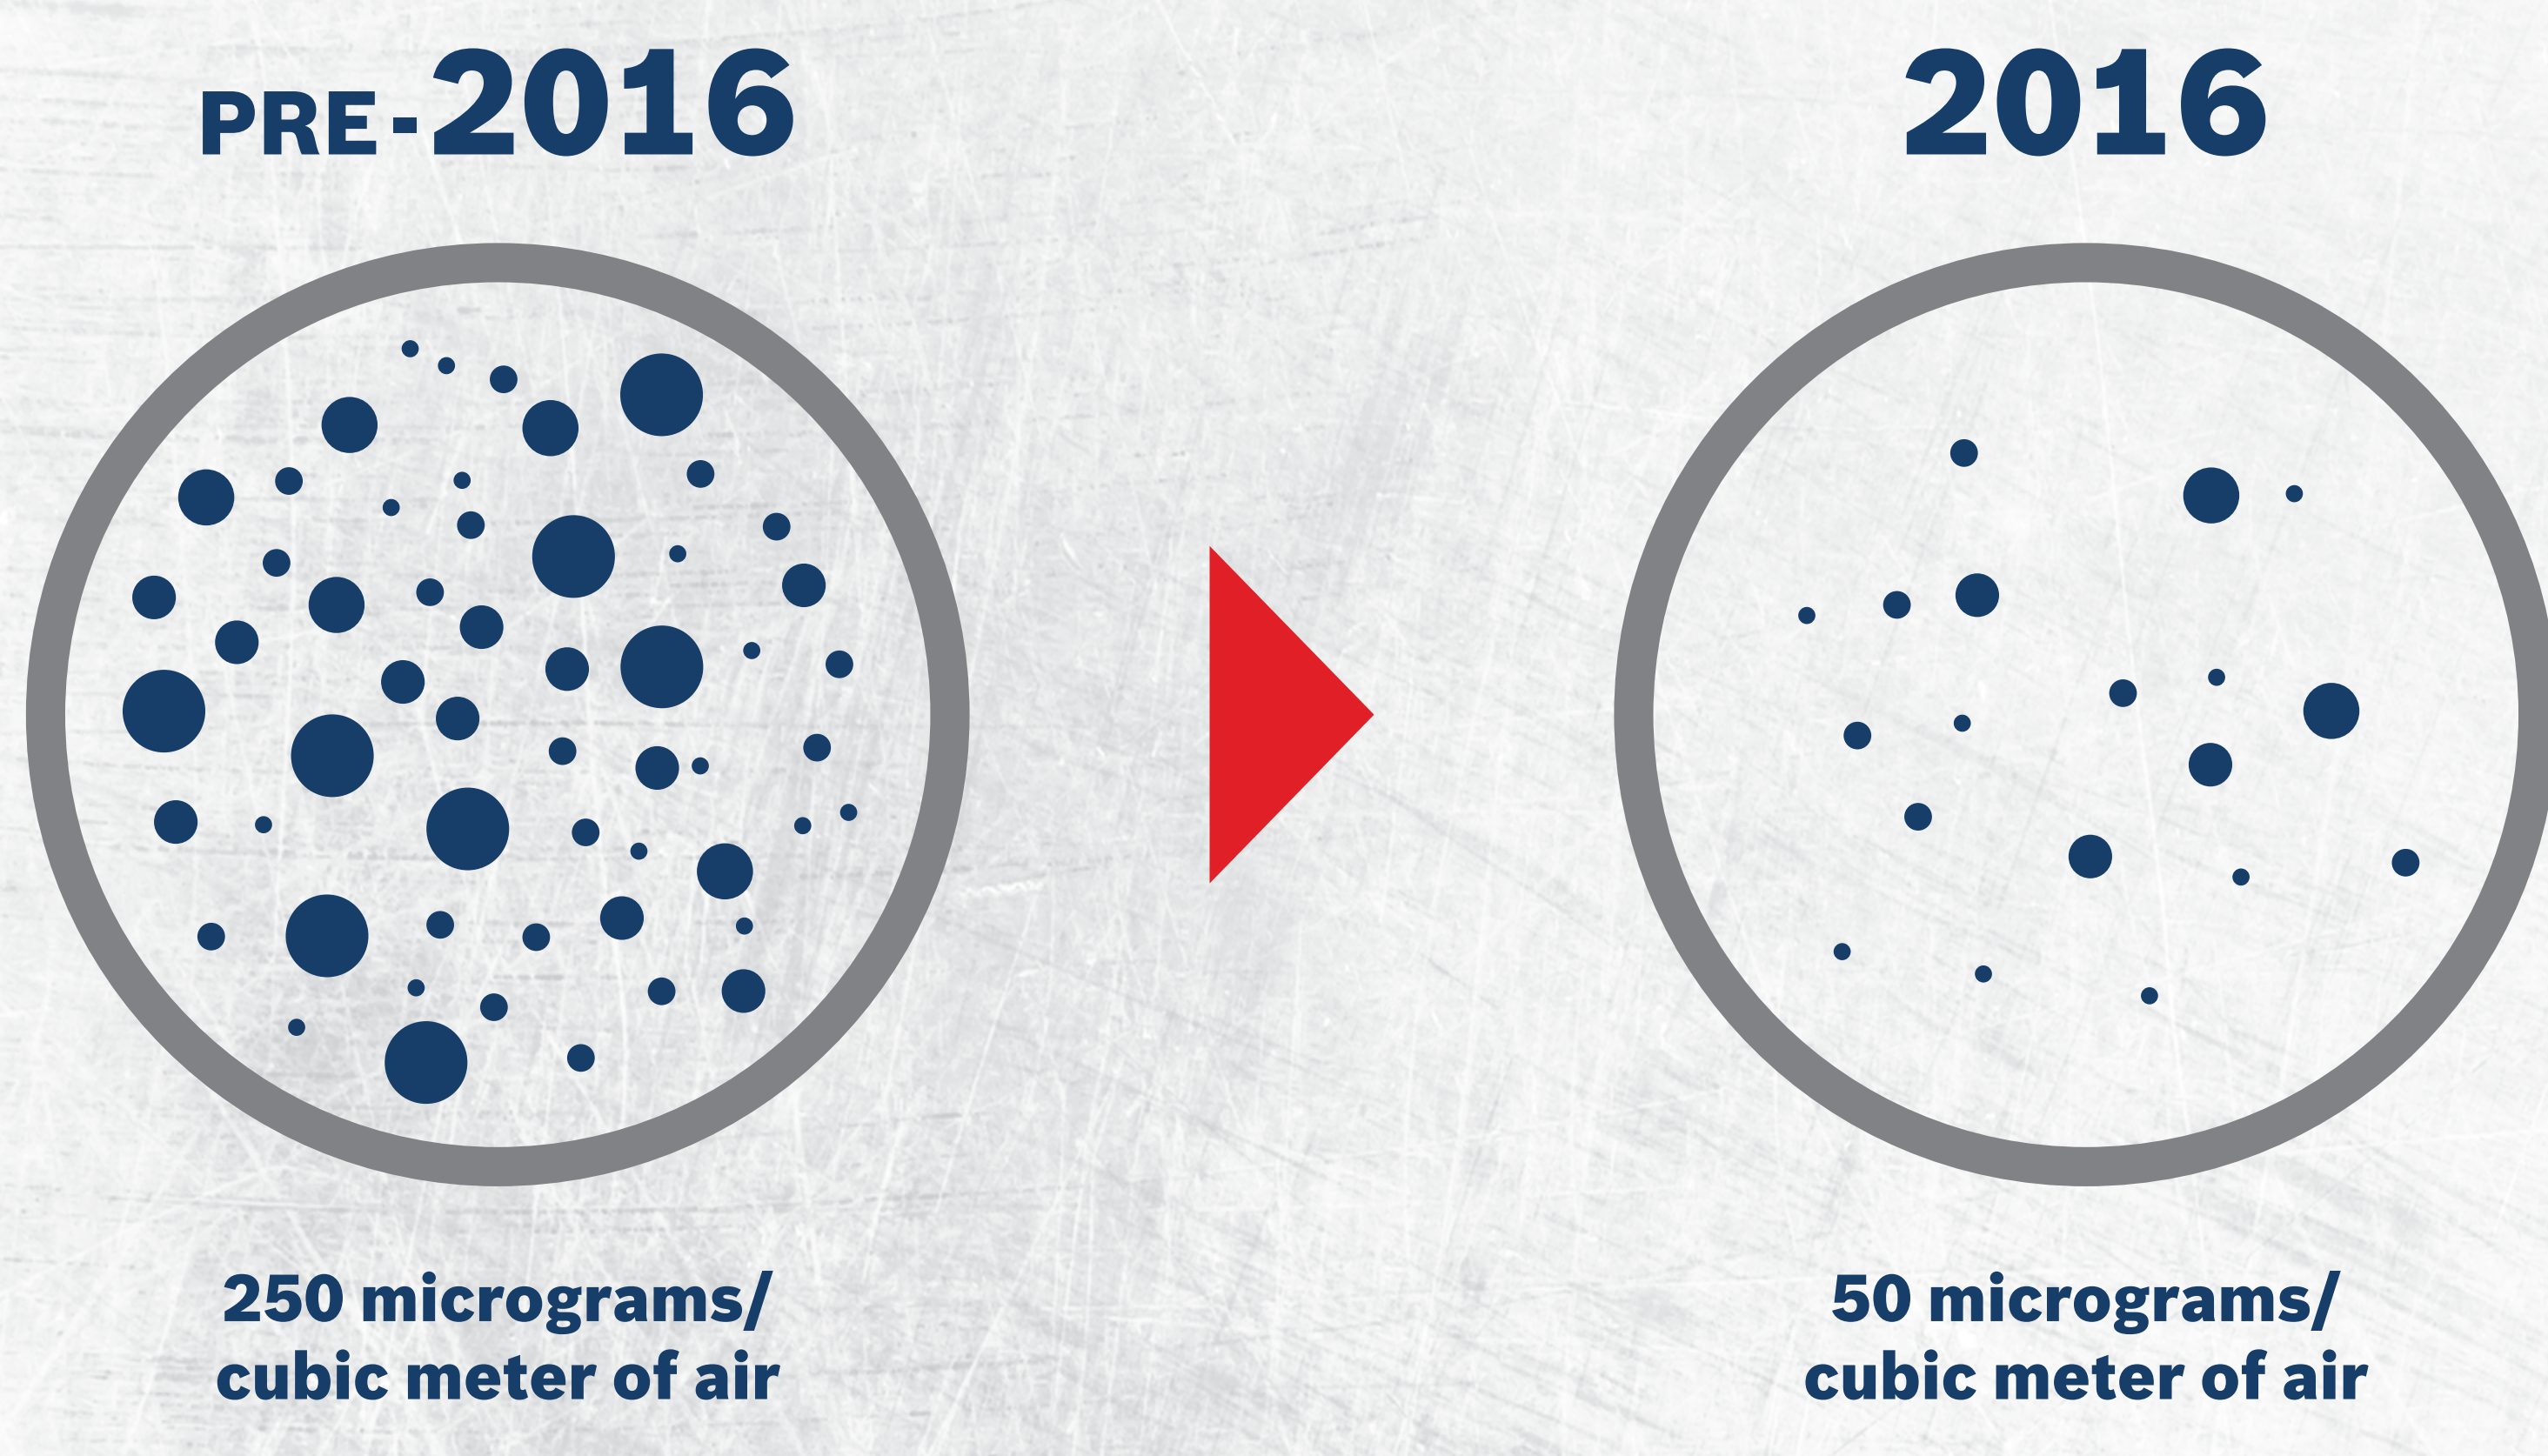 PRE-2016
2016
250 micrograms/
cubic meter of air
50 micrograms/
cubic meter of air